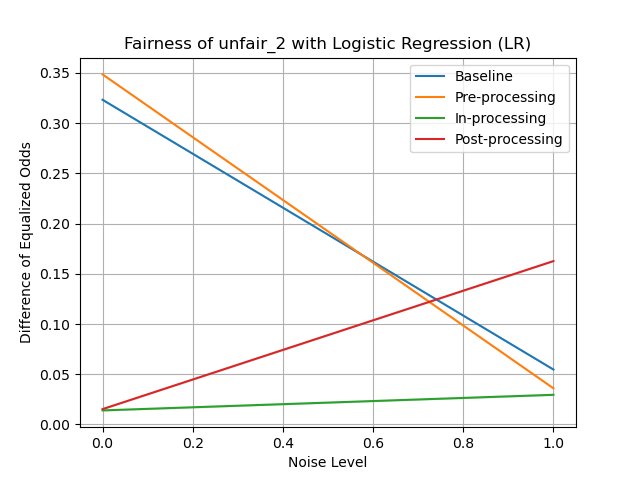 Fairness of unfair_2 with Logistic Regression (LR)
Baseline
Pre-processing
In-processing
Post-processing
Difference of Equalized Odds
0.35
0.30
0.25
0.20
0.15
0.10
0.05
0.00
0.0 0.2 0.4 0.6 0.8 1.0
Noise Level